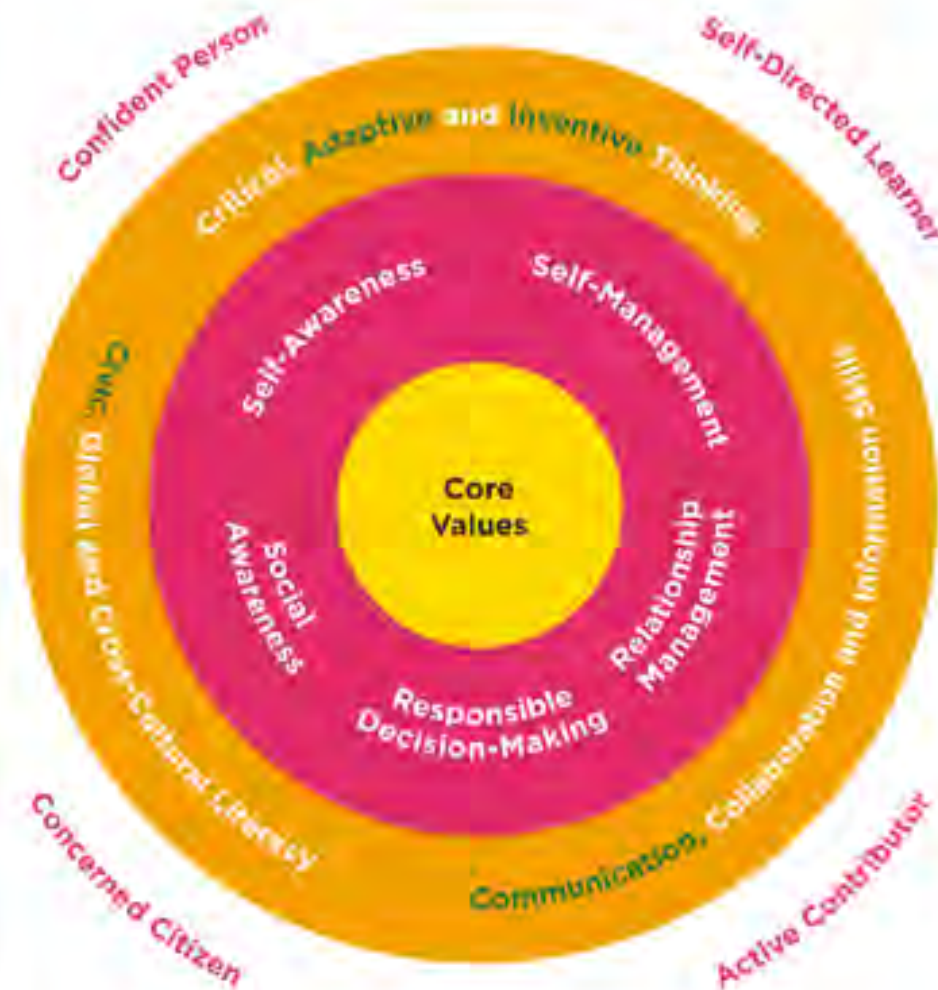 Confident Person
Self-Directed Learner
Critical, Adaptive and Inventive Thinking
Self-Awareness
Self-Management
Civic, Global and Cross-Cultural Literacy
Core
Values
Communication, Collaboration and Information Skill
Social
Awareness
Relationship
Management
Responsible
Decision-Making
Concerned Citizen
Active Contributor